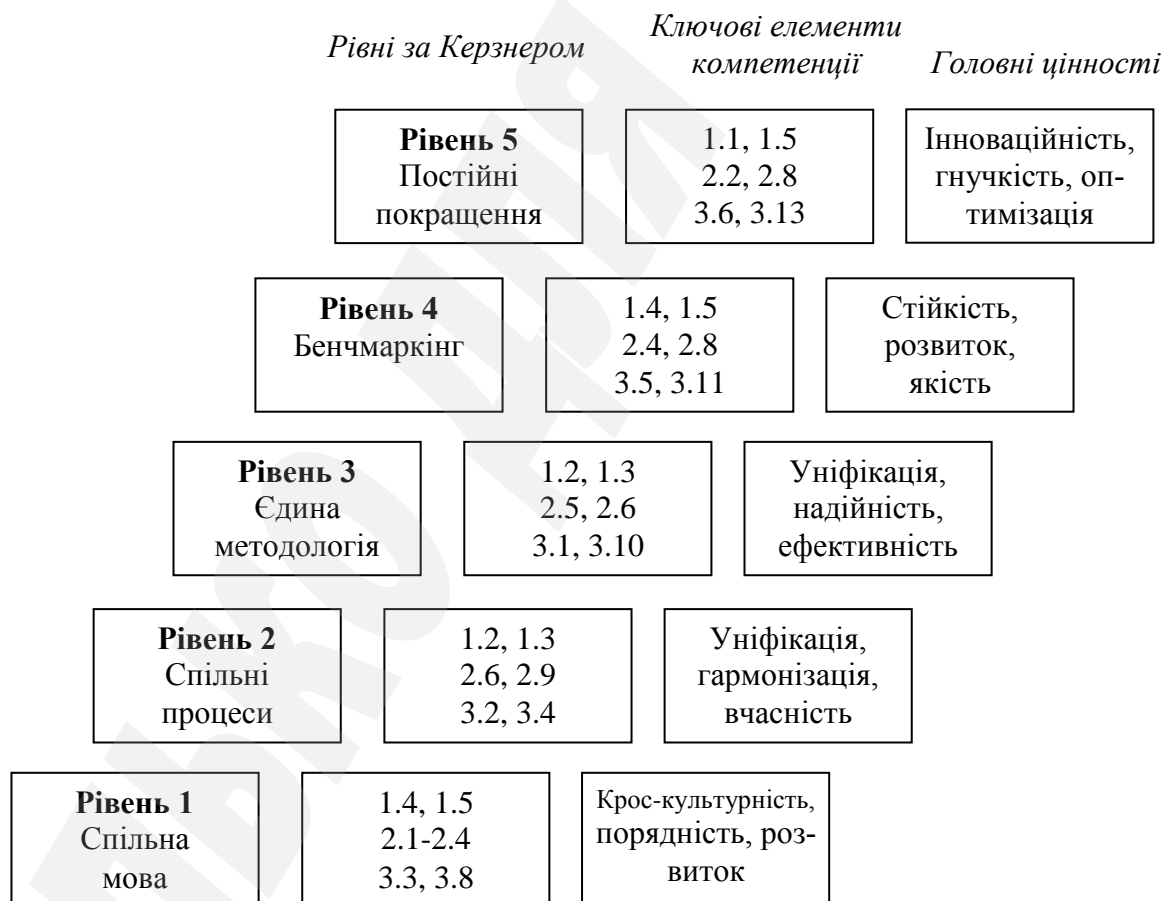 Рівні за Керзнером
Ключові елементи
компетенції
Головні цінності
Рівень 5
Постійні
покращення
1.1, 1.5
2.2, 2.8
3.6, 3.13
Інноваційність,
гнучкість, оп-
тимізація
Рівень 4
Бенчмаркінг
1.4, 1.5
2.4, 2.8
3.5, 3.11
Стійкість,
розвиток,
якість
Рівень 3
Єдина
методологія
1.2, 1.3
2.5, 2.6
3.1, 3.10
Уніфікація,
надійність,
ефективність
Рівень 2
Спільні
процеси
1.2, 1.3
2.6, 2.9
3.2, 3.4
Уніфікація,
гармонізація,
вчасність
Рівень 1
Спільна
мова
1.4, 1.5
2.1-2.4
3.3, 3.8
Крос-культурність,
порядність, роз-
виток